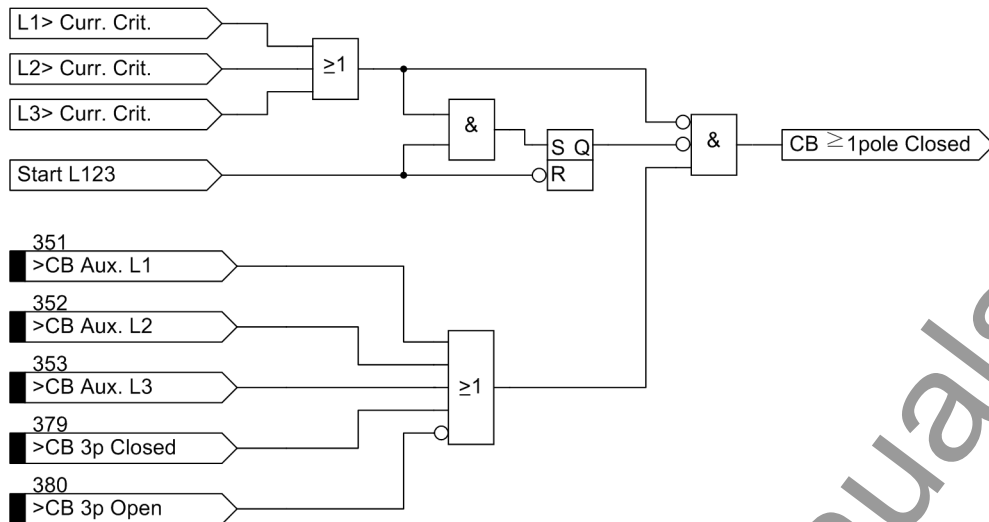 L1> Curr. Crit.
L2> Curr. Crit.
L3> Curr. Crit.
≥1
&
S Q
R
&
CB ≥1pole Closed
Start L123
351
>CB Aux. L1
352
>CB Aux. L2
353
>CB Aux. L3
≥1
379
>CB 3p Closed
380
>CB 3p Open
uals